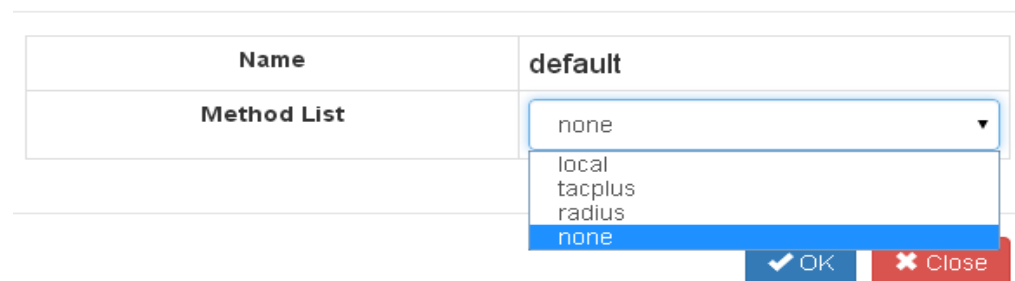 Name default
Method List none
local
tacplus
radius
none
OK Close